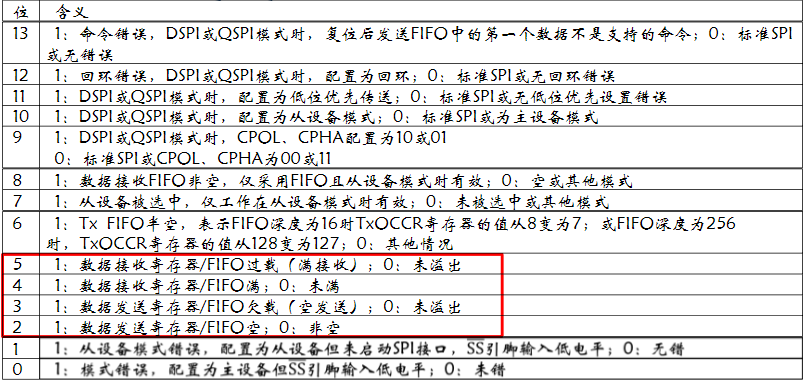 位 含义
13 1：命令错误，DSPI或QSPI模式时，复位后发送FIFO中的第一个数据不是支持的命令；0：标准SPI
或无错误
12 1：回环错误，DSPI或QSPI模式时，配置为回环；0：标准SPI或无回环错误
11 1：DSPI或QSPI模式时，配置为低位优先传送；0：标准SPI或无低位优先设置错误
10 1：DSPI或QSPI模式时，配置为从设备模式；0：标准SPI或为主设备模式
9 1：DSPI或QSPI模式时，CPOL、CPHA配置为10或01
0：标准SPI或CPOL、CPHA为00或11
8 1：数据接收FIFO非空，仅采用FIFO且从设备模式时有效；0：空或其他模式
7 1：从设备被选中，仅工作在从设备模式时有效；0：未被选中或其他模式
6 1：Tx FIFO半空，表示FIFO深度为16时TxOCCR寄存器的值从8变为7；或FIFO深度为256
时，TxOCCR寄存器的值从128变为127；0：其他情况
5 1：数据接收寄存器/FIFO过载（满接收）；0：未溢出
4 1：数据接收寄存器/FIFO满；0：未满
3 1：数据发送寄存器/FIFO欠载（空发送）；0：未溢出
2 1：数据发送寄存器/FIFO空；0：非空
1 1：从设备模式错误，配置为从设备但未启动SPI接口，S̅S̅引脚输入低电平；0：无错
0 1：模式错误，配置为主设备但S̅S̅引脚输入低电平；0：未错